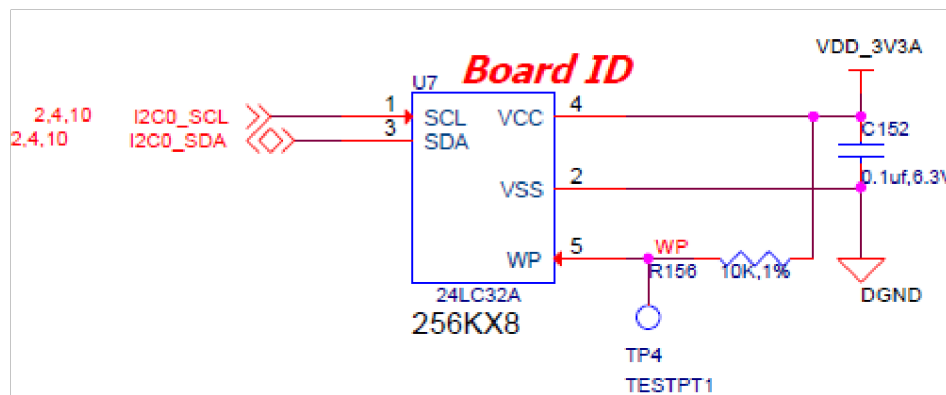 VDD_3V3A
Board ID
U7
2,4,10 I2C0_SCL 1 SCL VCC 4
2,4,10 I2C0_SDA 3 SDA
C152
0.1uf,6.3V
VSS 2
WP 5 WP
R156 10K,1%
DGND
24LC32A
256KX8
TP4
TESTPT1